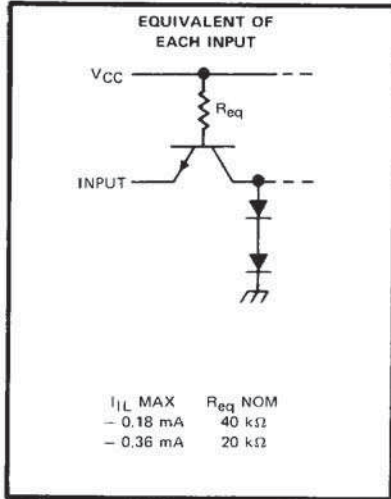 EQUIVALENT OF
EACH INPUT
VCC
Req
INPUT
IIL MAX Req NOM
− 0.18 mA 40 kΩ
− 0.36 mA 20 kΩ